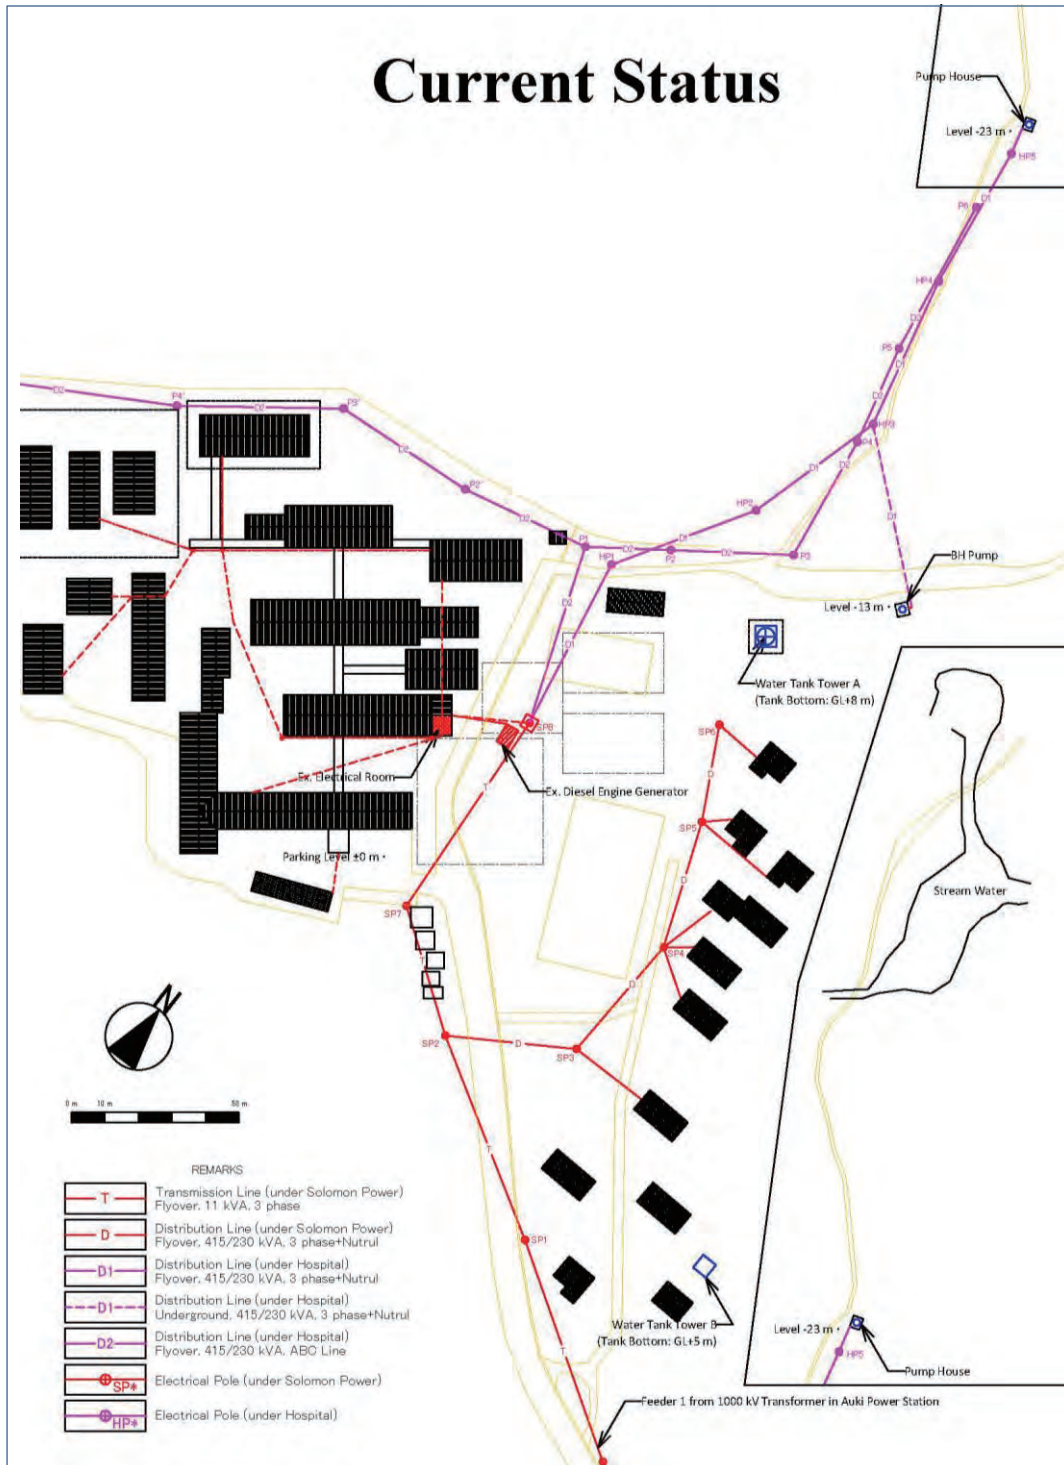 Current Status
Pump House
Level -23 m
HP5
D1
P6
HP4
D2
P5
D1
D2
P4'
D2
P3'
D2
HP3
P4
D1
D2
D2
P2'
HP2
D2
D1
P1
D2
P2
D2
P3
HP1
D1
BH Pump
Level -13 m
D2
D1
Water Tank Tower A
(Tank Bottom: GL+8 m)
SP8
SP6
Ex. Electrical Room
T
Ex. Diesel Engine Generator
D
SP5
Parking Level ±0 m
D
Stream Water
SP7
SP4
T
D
N
SP2
D
SP3
0 m
10 m
50 m
T
REMARKS
T
Transmission Line (under Solomon Power)
Flyover, 11 kVA, 3 phase
D
Distribution Line (under Solomon Power)
Flyover, 415/230 kVA, 3 phase+Nutrul
D1
Distribution Line (under Hospital)
Flyover, 415/230 kVA, 3 phase+Nutrul
D1
Distribution Line (under Hospital)
Underground, 415/230 kVA, 3 phase+Nutrul
D2
Distribution Line (under Hospital)
Flyover, 415/230 kVA, ABC Line
SP*
Electrical Pole (under Solomon Power)
HP*
Electrical Pole (under Hospital)
SP1
Water Tank Tower B
(Tank Bottom: GL+5 m)
T
Level -23 m
HP5
Pump House
Feeder 1 from 1000 kV Transformer in Auki Power Station